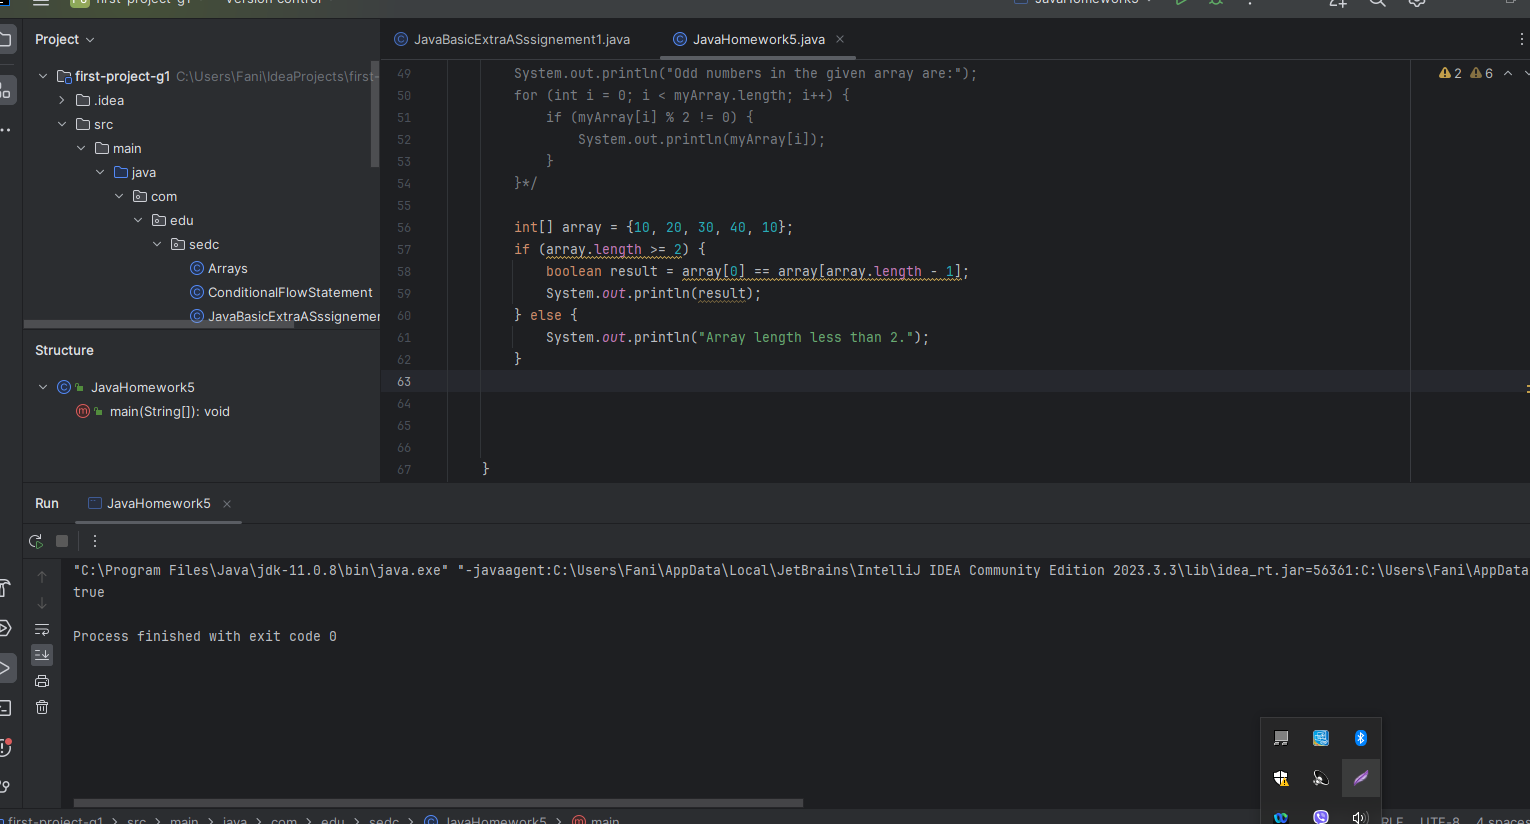 first-project-g1
Version control
JavaHomework5
Project
JavaBasicExtraASssignement1.java
JavaHomework5.java
first-project-g1 C:\Users\Fani\IdeaProjects\first-
.idea
src
main
java
com
edu
sedc
Arrays
ConditionalFlowStatement
JavaBasicExtraASssignemer
Structure
JavaHomework5
main(String[]): void
2 6
49 System.out.println("Odd numbers in the given array are:");
50 for (int i = 0; i < myArray.length; i++) {
51 if (myArray[i] % 2 != 0) {
52 System.out.println(myArray[i]);
53 }
54 }*/
55
56 int[] array = {10, 20, 30, 40, 10};
57 if (array.length >= 2) {
58 boolean result = array[0] == array[array.length - 1];
59 System.out.println(result);
60 } else {
61 System.out.println("Array length less than 2.");
62 }
63
64
65
66
67 }
Run JavaHomework5
"C:\Program Files\Java\jdk-11.0.8\bin\java.exe" "-javaagent:C:\Users\Fani\AppData\Local\JetBrains\IntelliJ IDEA Community Edition 2023.3.3\lib\idea_rt.jar=56361:C:\Users\Fani\AppData
true
Process finished with exit code 0
first-project-g1 > src > main > java > com > edu > sedc > JavaHomework5 > main
RLF UTF-8 4 spaces